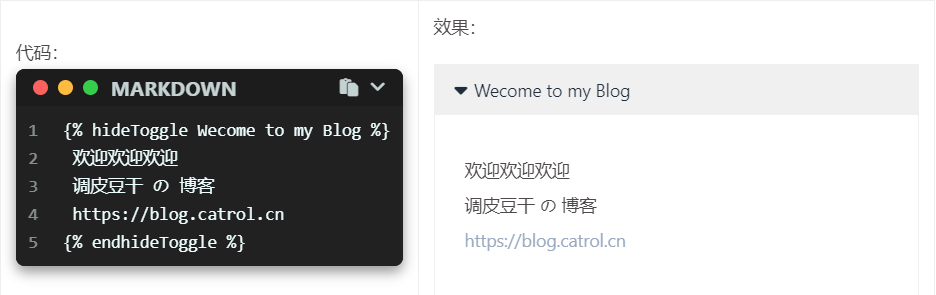 代码：
MARKDOWN
1 {% hideToggle Wecome to my Blog %}
2 欢迎欢迎欢迎
3 调皮豆干 の 博客
4 https://blog.catrol.cn
5 {% endhideToggle %}
效果：
Wecome to my Blog
欢迎欢迎欢迎
调皮豆干 の 博客
https://blog.catrol.cn